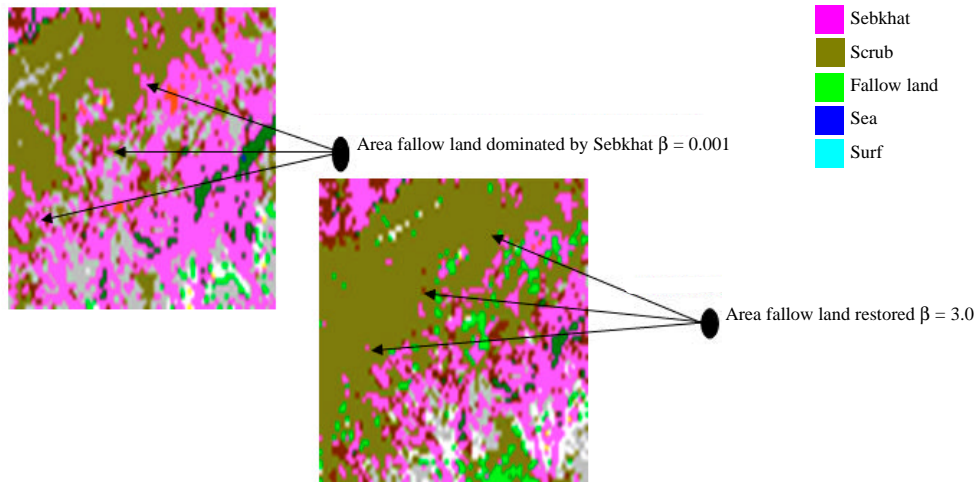 Sebkhat
Scrub
Fallow land
Sea
Surf
Area fallow land dominated by Sebkhat β = 0.001
Area fallow land restored β = 3.0